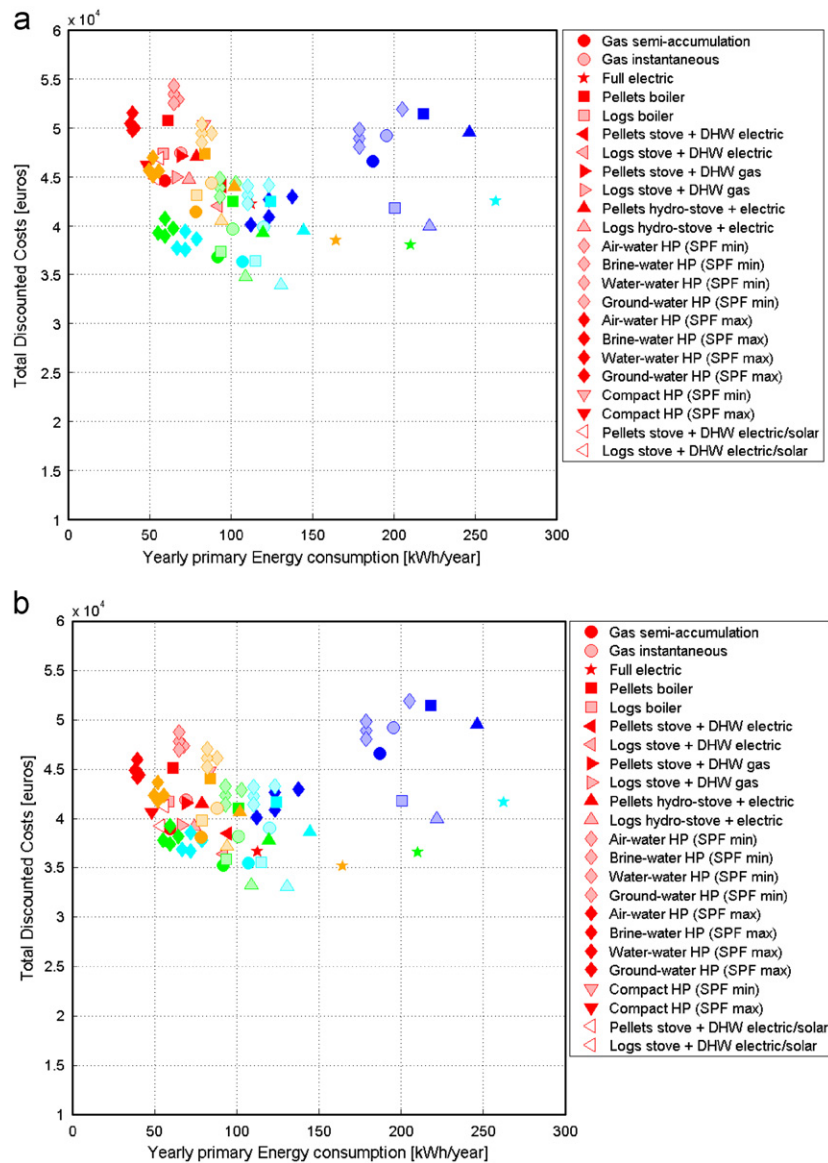 a
x 10⁴
6
5.5
5
4.5
4
3.5
3
2.5
2
1.5
1
Total Discounted Costs [euros]
0 50 100 150 200 250 300
Yearly primary Energy consumption [kWh/year]
Gas semi-accumulation
Gas instantaneous
Full electric
Pellets boiler
Logs boiler
Pellets stove + DHW electric
Logs stove + DHW electric
Pellets stove + DHW gas
Logs stove + DHW gas
Pellets hydro-stove + electric
Logs hydro-stove + electric
Air-water HP (SPF min)
Brine-water HP (SPF min)
Water-water HP (SPF min)
Ground-water HP (SPF min)
Air-water HP (SPF max)
Brine-water HP (SPF max)
Water-water HP (SPF max)
Ground-water HP (SPF max)
Compact HP (SPF min)
Compact HP (SPF max)
Pellets stove + DHW electric/solar
Logs stove + DHW electric/solar
b
x 10⁴
6
5.5
5
4.5
4
3.5
3
2.5
2
1.5
1
Total Discounted Costs [euros]
0 50 100 150 200 250 300
Yearly primary Energy consumption [kWh/year]
Gas semi-accumulation
Gas instantaneous
Full electric
Pellets boiler
Logs boiler
Pellets stove + DHW electric
Logs stove + DHW electric
Pellets stove + DHW gas
Logs stove + DHW gas
Pellets hydro-stove + electric
Logs hydro-stove + electric
Air-water HP (SPF min)
Brine-water HP (SPF min)
Water-water HP (SPF min)
Ground-water HP (SPF min)
Air-water HP (SPF max)
Brine-water HP (SPF max)
Water-water HP (SPF max)
Ground-water HP (SPF max)
Compact HP (SPF min)
Compact HP (SPF max)
Pellets stove + DHW electric/solar
Logs stove + DHW electric/solar